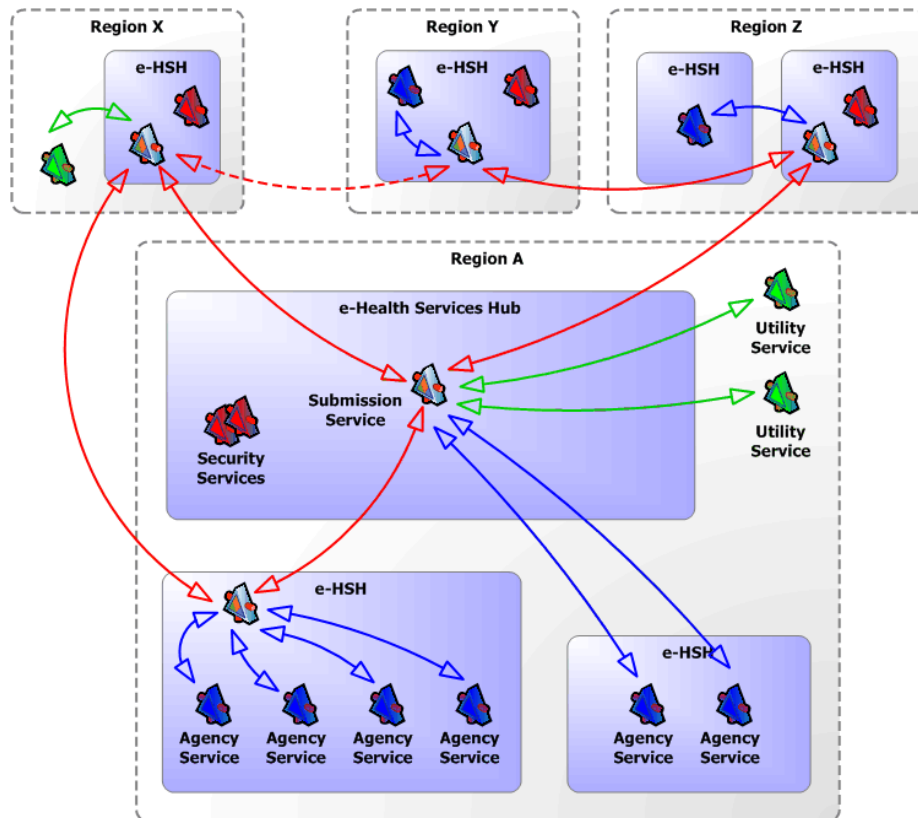 Region X
e-HSH
Region Y
e-HSH
Region Z
e-HSH
e-HSH
Region A
e-Health Services Hub
Submission
Service
Security
Services
Utility
Service
Utility
Service
e-HSH
Agency
Service
Agency
Service
Agency
Service
Agency
Service
e-HSH
Agency
Service
Agency
Service